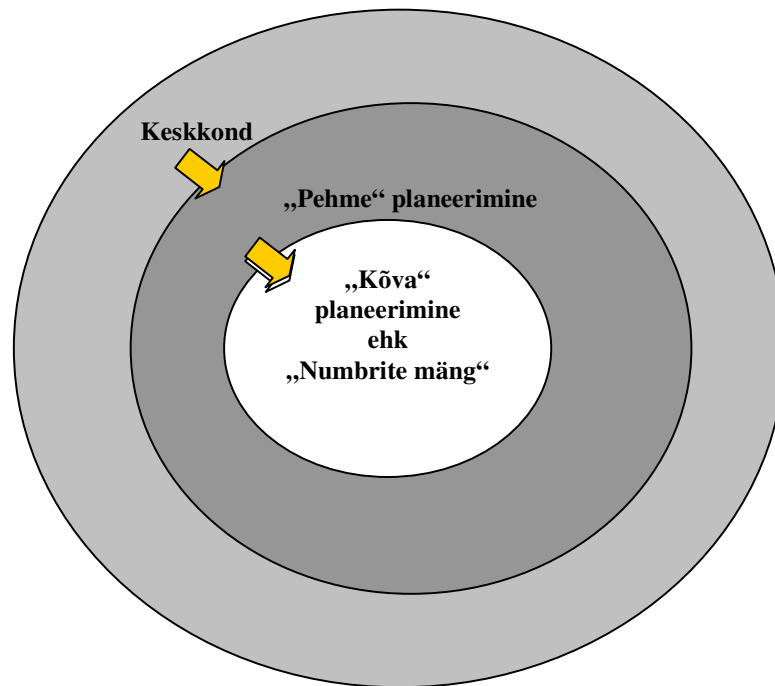 Keskkond
„Pehme“ planeerimine
„Kõva“
planeerimine
ehk
„Numbrite mäng“